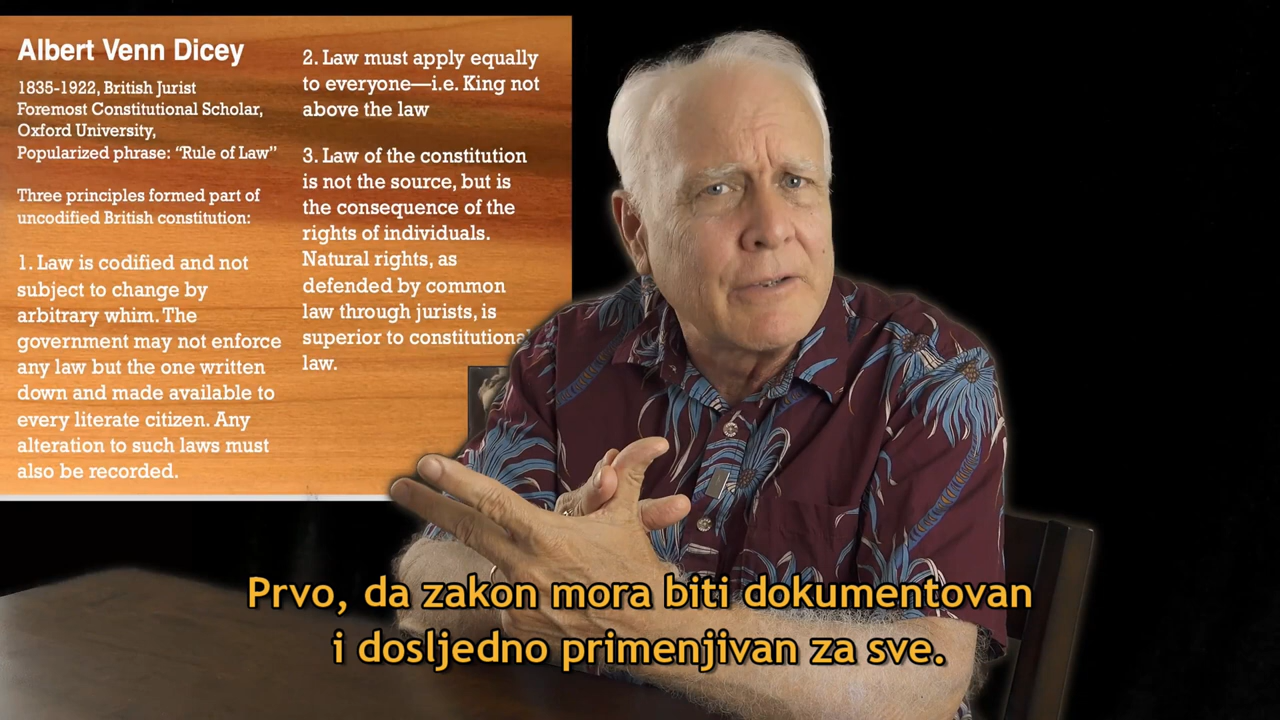 Albert Venn Dicey
1835-1922, British Jurist
Foremost Constitutional Scholar,
Oxford University,
Popularized phrase: “Rule of Law”
Three principles formed part of
uncodified British constitution:
1. Law is codified and not
subject to change by
arbitrary whim. The
government may not enforce
any law but the one written
down and made available to
every literate citizen. Any
alteration to such laws must
also be recorded.
2. Law must apply equally
to everyone—i.e. King not
above the law
3. Law of the constitution
is not the source, but is
the consequence of the
rights of individuals.
Natural rights, as
defended by common
law through jurists, is
superior to constitutional
law.
Prvo, da zakon mora biti dokumentovan
i dosljedno primenjivan za sve.